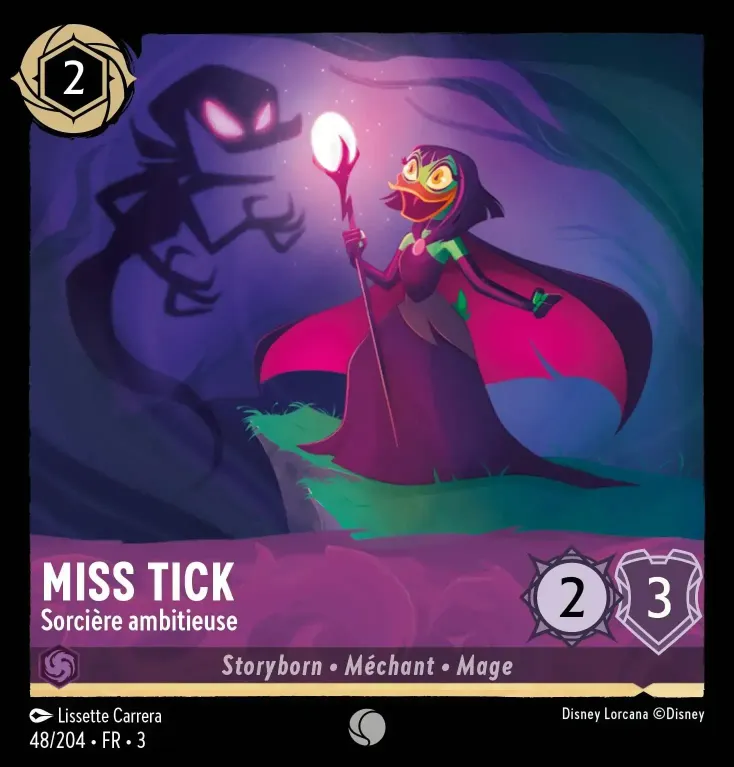 2
MISS TICK
Sorcière ambitieuse
2
3
Storyborn • Méchant • Mage
Lissette Carrera
Disney Lorcana ©Disney
48/204 • FR • 3